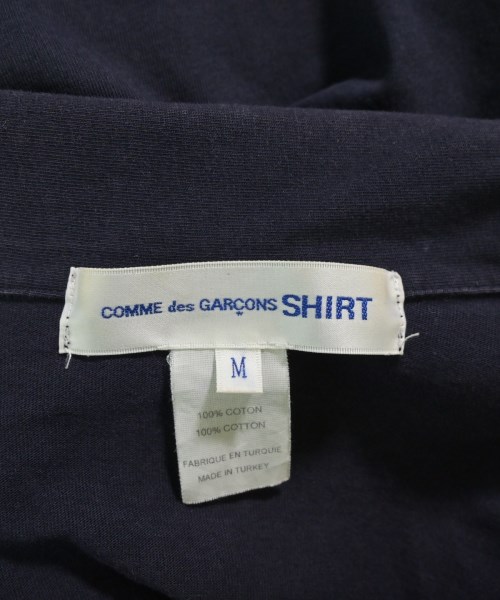 COMME des GARÇONS SHIRT
*
M
100% COTON
100% COTTON
FABRIQUE EN TURQUIE
MADE IN TURKEY